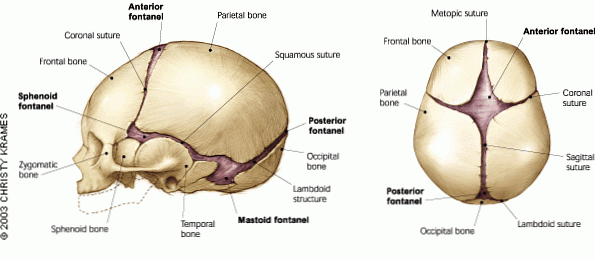 Anterior
fontanel
Parietal bone
Coronal suture
Squamous suture
Frontal bone
Sphenoid
fontanel
Posterior
fontanel
Zygomatic
bone
Occipital
bone
Lambdoid
structure
Sphenoid bone
Temporal
bone
Mastoid fontanel
© 2003 CHRISTY KRAMES
Metopic suture
Anterior fontanel
Frontal bone
Parietal
bone
Coronal
suture
Sagittal
suture
Posterior
fontanel
Occipital bone
Lambdoid suture